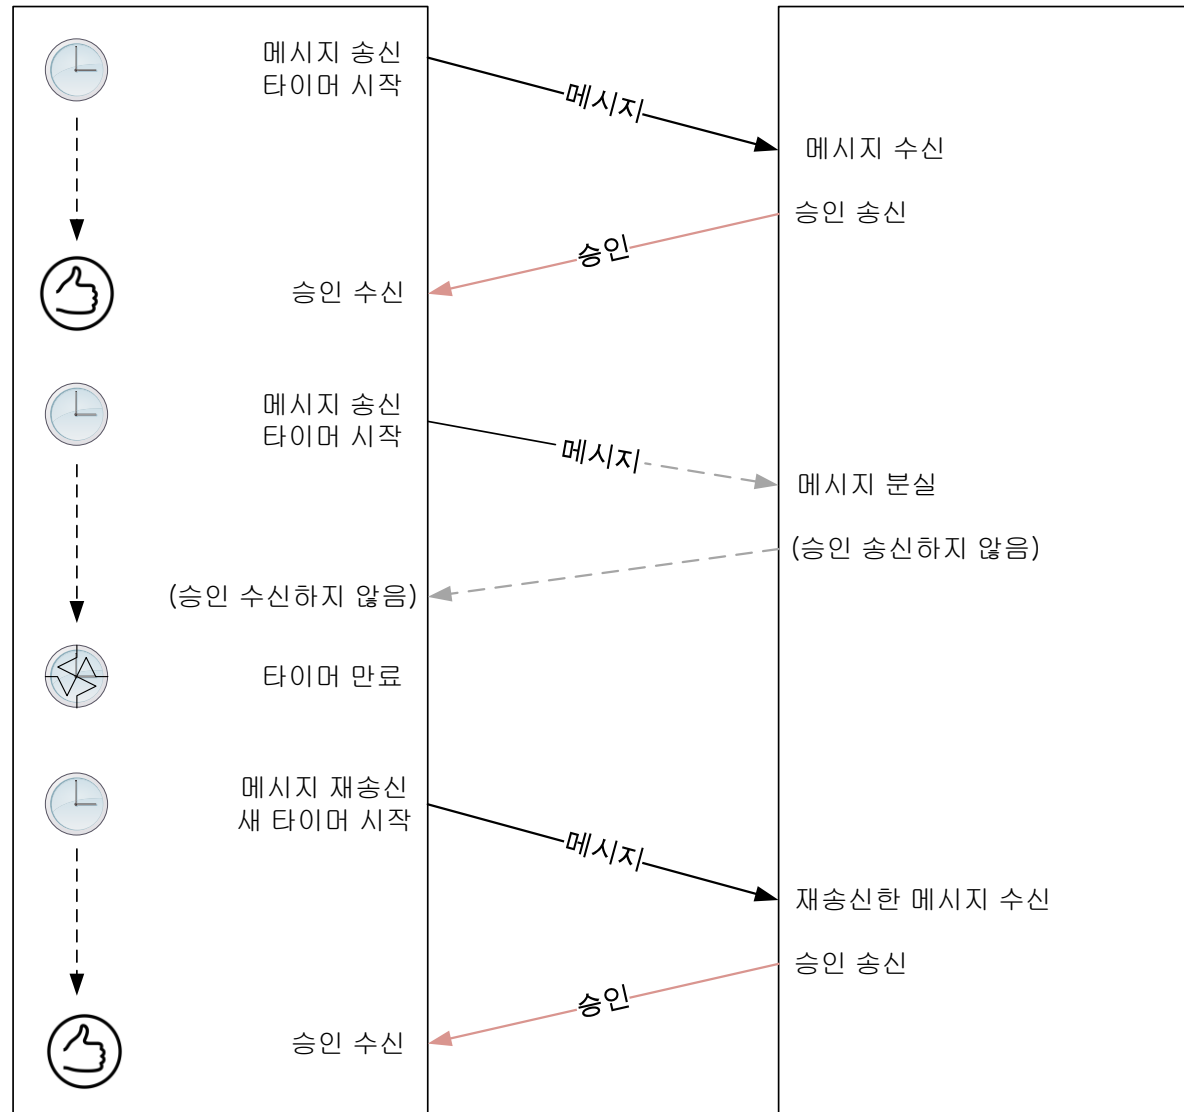 메시지 송신
타이머 시작
메시지
메시지 수신
승인 송신
승인
승인 수신
메시지 송신
타이머 시작
메시지
메시지 분실
(승인 송신하지 않음)
(승인 수신하지 않음)
타이머 만료
메시지 재송신
새 타이머 시작
메시지
재송신한 메시지 수신
승인 송신
승인
승인 수신